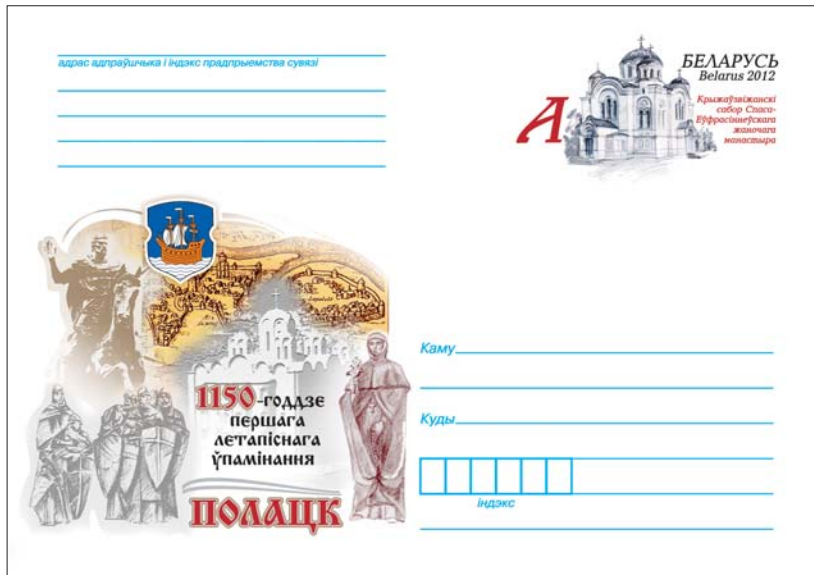 адрас адпраўшчыка і індэкс прадпрыемства сувязі
БЕЛАРУСЬ
Belarus 2012
А
Крыжаўзвіжанскі
сабор Спаса-
Еўфрасіннеўскага
жаночага
манастыра
1150-годдзе
першага
летапіснага
ўпамінання
ПОЛАЦК
Каму
Куды
індэкс